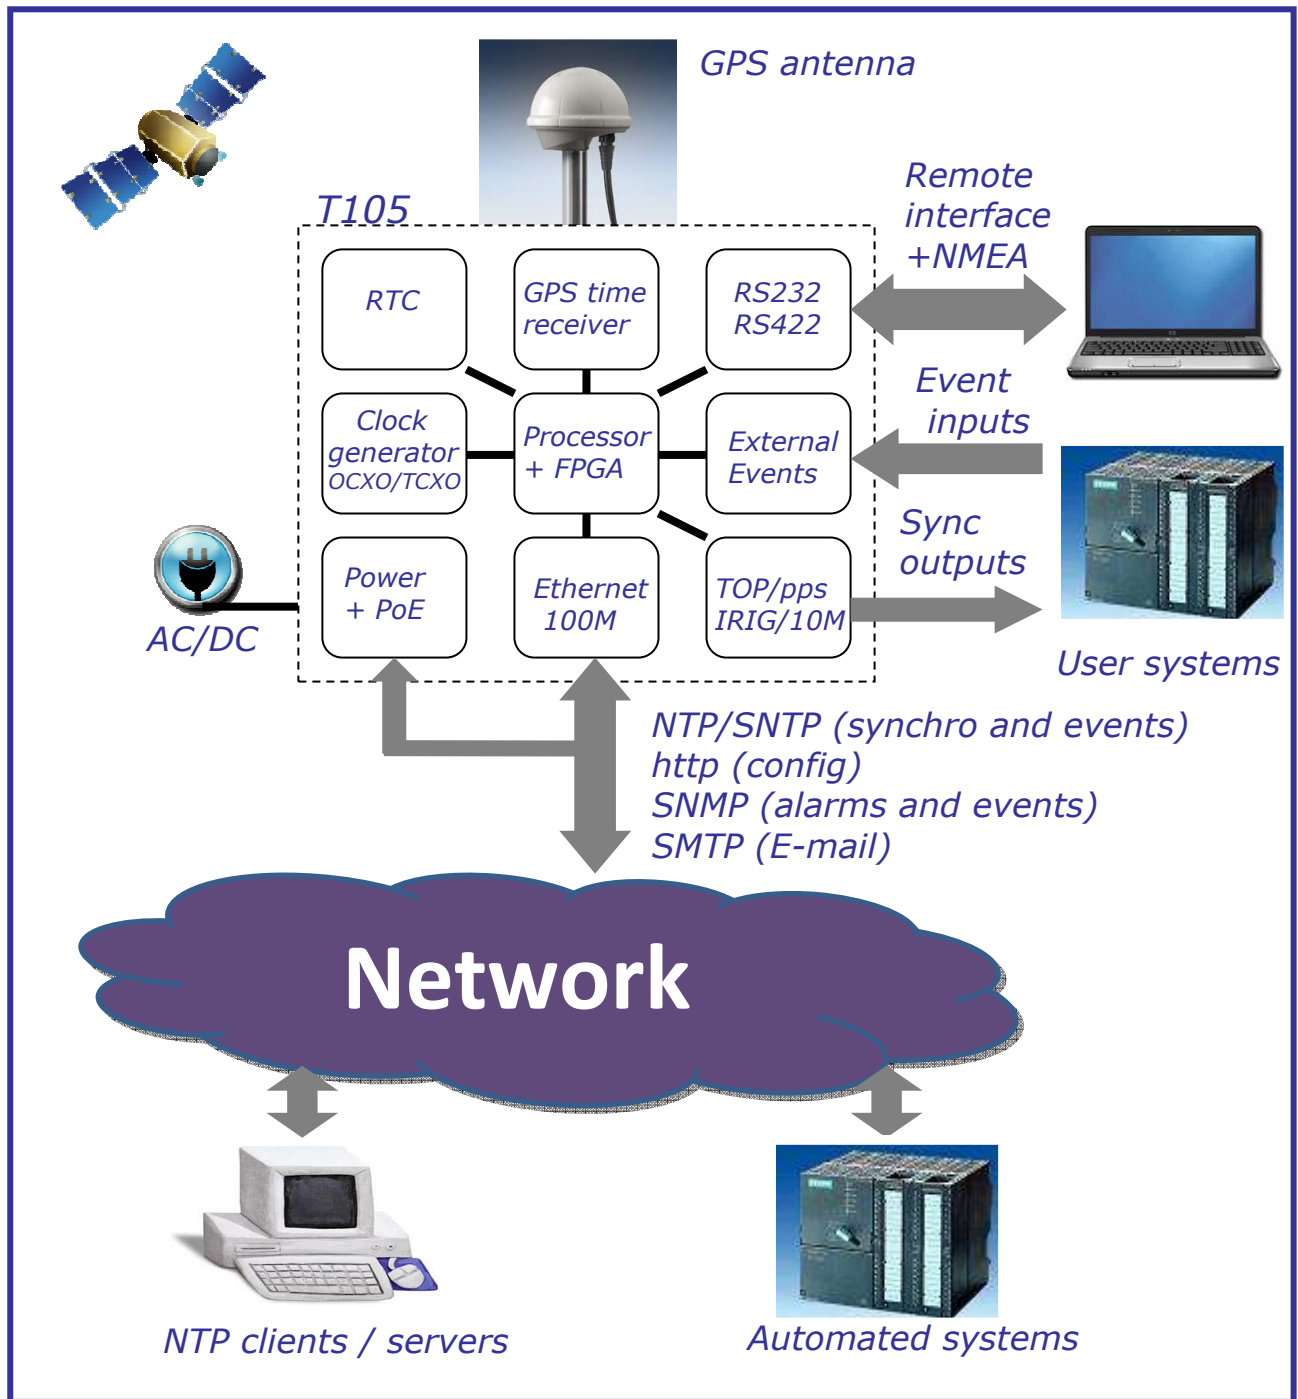 GPS antenna
T105
Remote
interface
+NMEA
RTC
GPS time
receiver
RS232
RS422
Event
inputs
Clock
generator
OCXO/TCXO
Processor
+ FPGA
External
Events
Sync
outputs
Power
+ PoE
Ethernet
100M
TOP/pps
IRIG/10M
AC/DC
User systems
NTP/SNTP (synchro and events)
http (config)
SNMP (alarms and events)
SMTP (E-mail)
Network
NTP clients / servers
Automated systems